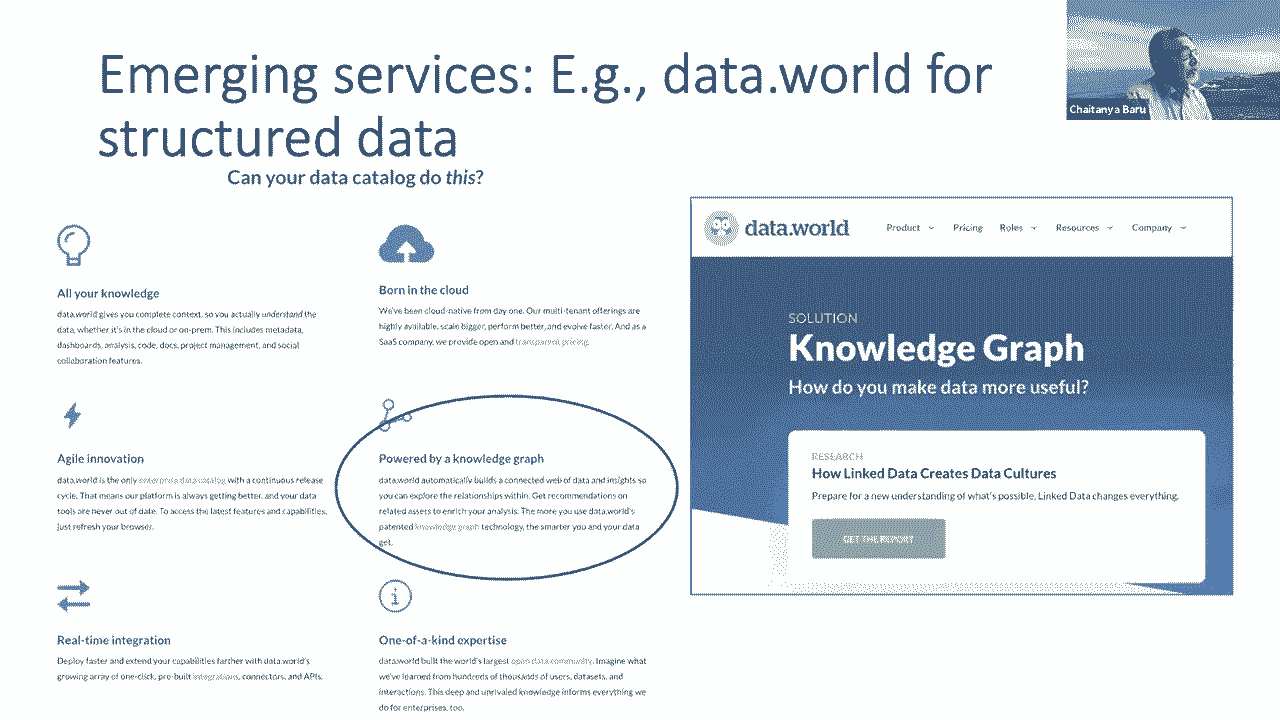 Emerging services: E.g., data.world for
structured data
Chaitanya Baru
Can your data catalog do this?
All your knowledge
data.world gives you complete context, so you actually understand the
data, whether it's in the cloud or on-prem. This includes metadata,
dashboards, analysis, code, docs, project management, and social
collaboration features.
Born in the cloud
We've been cloud-native from day one. Our multi-tenant offerings are
highly available, scale bigger, perform better, and evolve faster. And as a
SaaS company, we provide open and transparent pricing.
Agile innovation
data.world is the only enterprise data catalog with a continuous release
cycle. That means our platform is always getting better, and your data
tools are never out of date. To access the latest features and capabilities,
just refresh your browser.
Powered by a knowledge graph
data.world automatically builds a connected web of data and insights so
you can explore the relationships within. Get recommendations on
related assets to enrich your analysis. The more you use data.world's
patented knowledge graph technology, the smarter you and your data
get.
Real-time integration
Deploy faster and extend your capabilities farther with data.world's
growing array of one-click, pre-built integrations, connectors, and APIs.
One-of-a-kind expertise
data.world built the world's largest open data community. Imagine what
we've learned from hundreds of thousands of users, datasets, and
interactions. This deep and unrivaled knowledge informs everything we
do for enterprises, too.
data.world
Product
Pricing
Roles
Resources
Company
SOLUTION
Knowledge Graph
How do you make data more useful?
RESEARCH
How Linked Data Creates Data Cultures
Prepare for a new understanding of what's possible. Linked Data changes everything.
GET THE REPORT